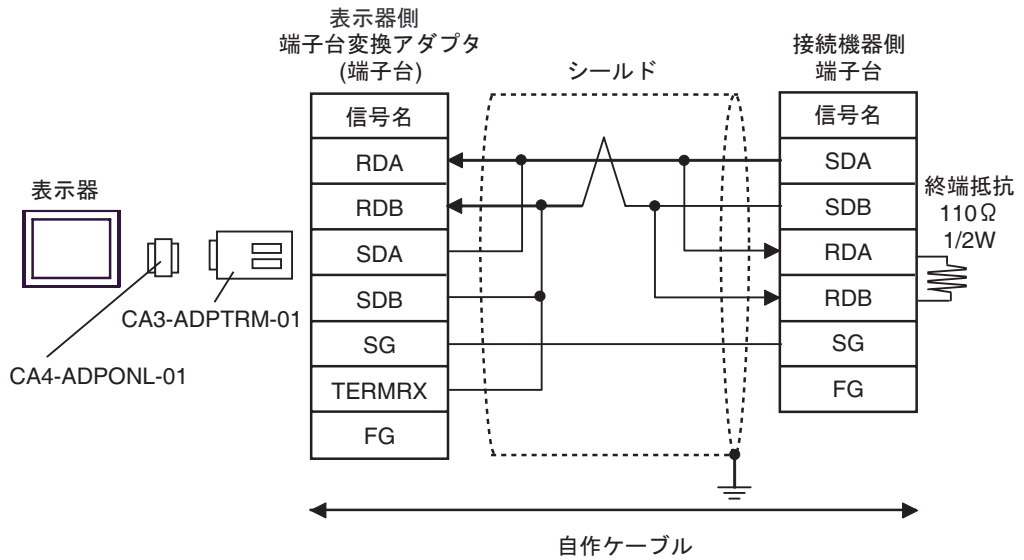 表示器側
端子台変換アダプタ
(端子台)
シールド
接続機器側
端子台
信号名
RDA
RDB
SDA
SDB
SG
TERMRX
FG
信号名
SDA
SDB
RDA
RDB
SG
FG
終端抵抗
110Ω
1/2W
表示器
CA3-ADPTRM-01
CA4-ADPONL-01
自作ケーブル